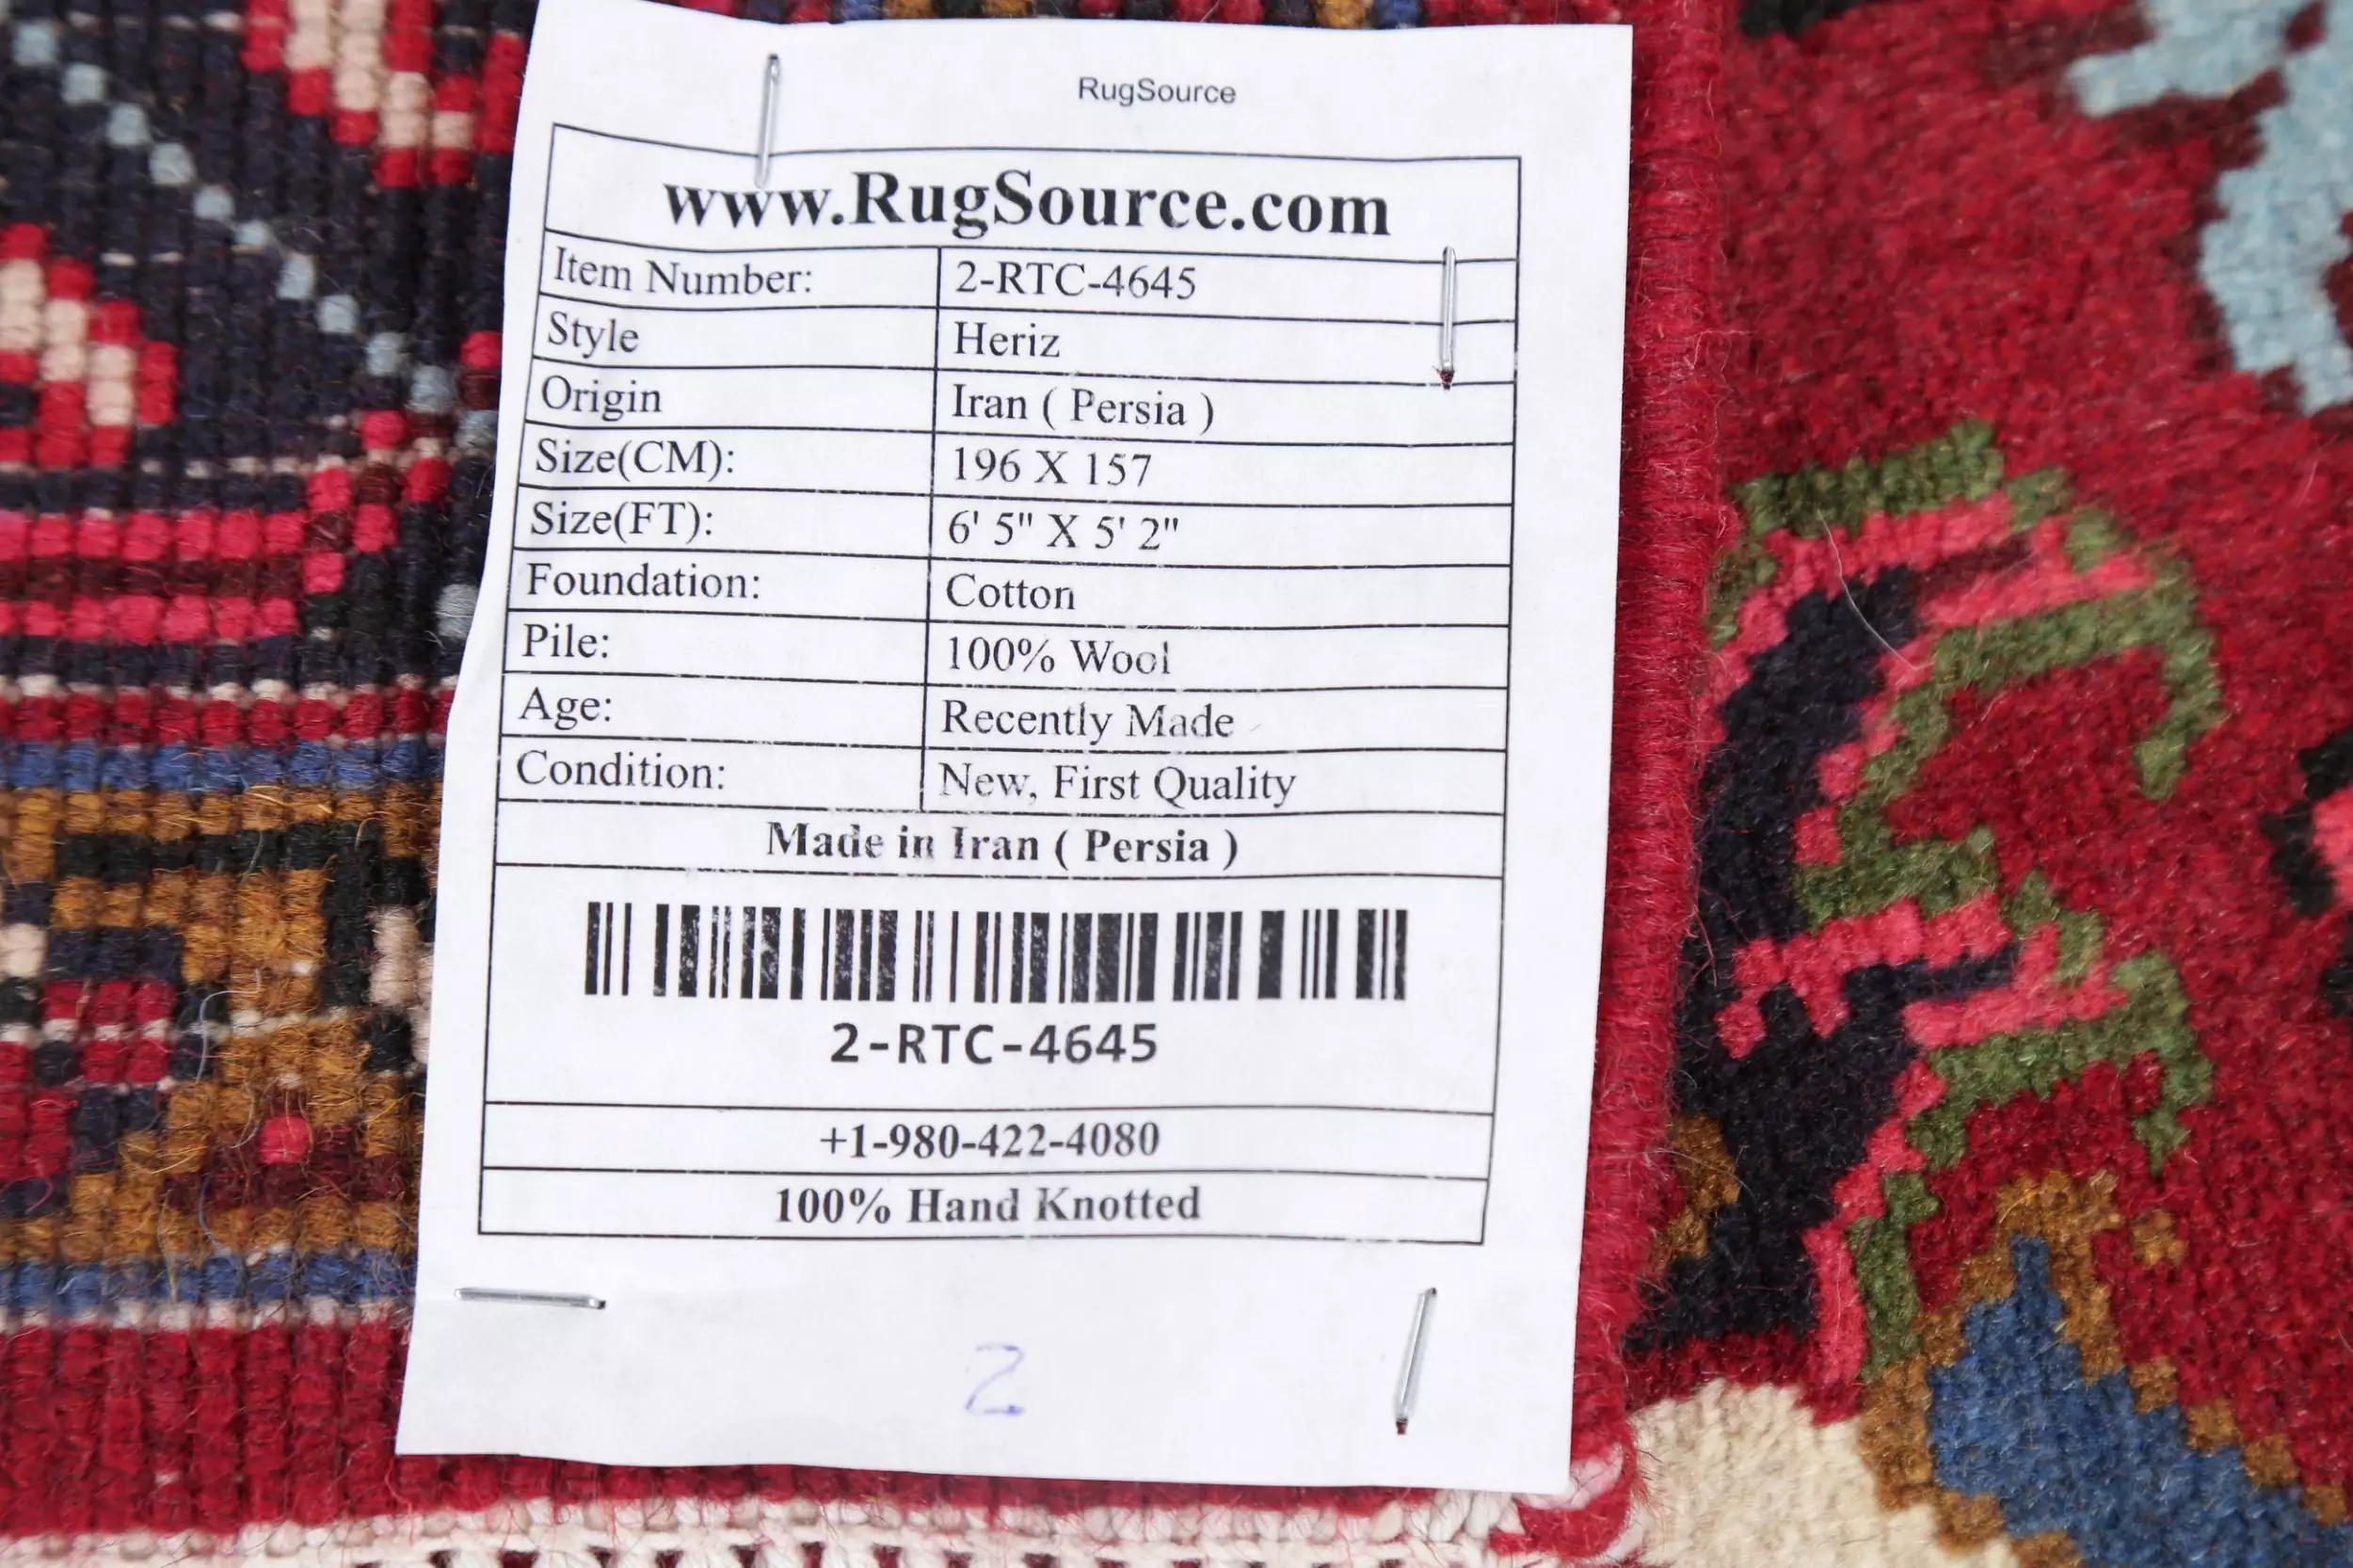 RugSource
www.RugSource.com
Item Number: 2-RTC-4645
Style Heriz
Origin Iran ( Persia )
Size(CM): 196 X 157
Size(FT): 6' 5" X 5' 2"
Foundation: Cotton
Pile: 100% Wool
Age: Recently Made
Condition: New, First Quality
Made in Iran ( Persia )
2-RTC-4645
+1-980-422-4080
100% Hand Knotted
2